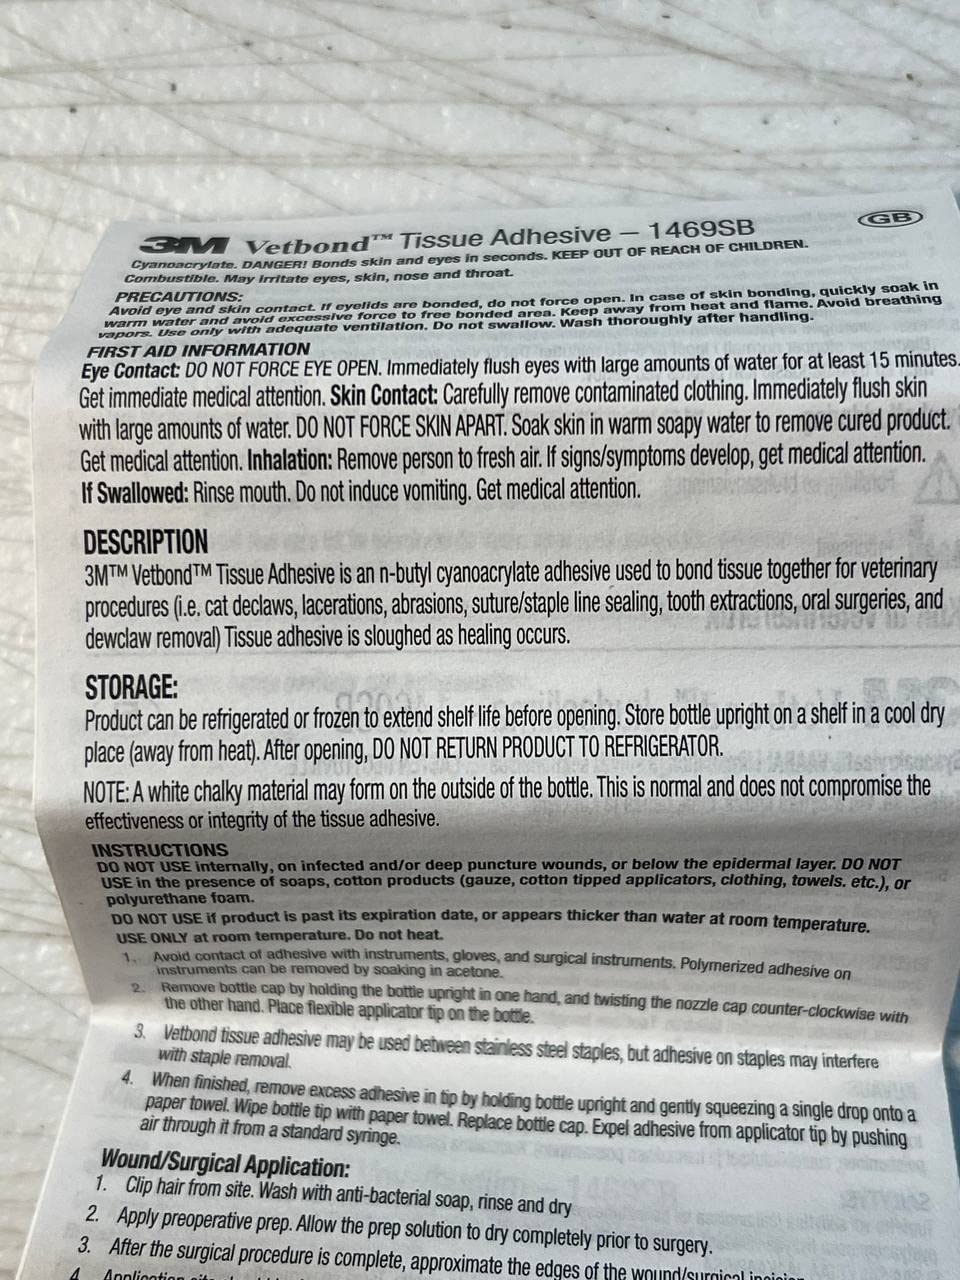 3M Vetbond™ Tissue Adhesive – 1469SB
GB
Cyanoacrylate. DANGER! Bonds skin and eyes in seconds. KEEP OUT OF REACH OF CHILDREN.
Combustible. May irritate eyes, skin, nose and throat.
PRECAUTIONS:
Avoid eye and skin contact. If eyelids are bonded, do not force open. In case of skin bonding, quickly soak in
warm water and avoid excessive force to free bonded area. Keep away from heat and flame. Avoid breathing
vapors. Use only with adequate ventilation. Do not swallow. Wash thoroughly after handling.
FIRST AID INFORMATION
Eye Contact: DO NOT FORCE EYE OPEN. Immediately flush eyes with large amounts of water for at least 15 minutes.
Get immediate medical attention. Skin Contact: Carefully remove contaminated clothing. Immediately flush skin
with large amounts of water. DO NOT FORCE SKIN APART. Soak skin in warm soapy water to remove cured product.
Get medical attention. Inhalation: Remove person to fresh air. If signs/symptoms develop, get medical attention.
If Swallowed: Rinse mouth. Do not induce vomiting. Get medical attention.
DESCRIPTION
3M™ Vetbond™ Tissue Adhesive is an n-butyl cyanoacrylate adhesive used to bond tissue together for veterinary
procedures (i.e. cat declaws, lacerations, abrasions, suture/staple line sealing, tooth extractions, oral surgeries, and
dewclaw removal) Tissue adhesive is sloughed as healing occurs.
STORAGE:
Product can be refrigerated or frozen to extend shelf life before opening. Store bottle upright on a shelf in a cool dry
place (away from heat). After opening, DO NOT RETURN PRODUCT TO REFRIGERATOR.
NOTE: A white chalky material may form on the outside of the bottle. This is normal and does not compromise the
effectiveness or integrity of the tissue adhesive.
INSTRUCTIONS
DO NOT USE internally, on infected and/or deep puncture wounds, or below the epidermal layer. DO NOT
USE in the presence of soaps, cotton products (gauze, cotton tipped applicators, clothing, towels. etc.), or
polyurethane foam.
DO NOT USE if product is past its expiration date, or appears thicker than water at room temperature.
USE ONLY at room temperature. Do not heat.
1. Avoid contact of adhesive with instruments, gloves, and surgical instruments. Polymerized adhesive on
instruments can be removed by soaking in acetone.
2. Remove bottle cap by holding the bottle upright in one hand, and twisting the nozzle cap counter-clockwise with
the other hand. Place flexible applicator tip on the bottle.
3. Vetbond tissue adhesive may be used between stainless steel staples, but adhesive on staples may interfere
with staple removal.
4. When finished, remove excess adhesive in tip by holding bottle upright and gently squeezing a single drop onto a
paper towel. Wipe bottle tip with paper towel. Replace bottle cap. Expel adhesive from applicator tip by pushing
air through it from a standard syringe.
Wound/Surgical Application:
1. Clip hair from site. Wash with anti-bacterial soap, rinse and dry
2. Apply preoperative prep. Allow the prep solution to dry completely prior to surgery.
3. After the surgical procedure is complete, approximate the edges of the wound/surgical
4. Application site